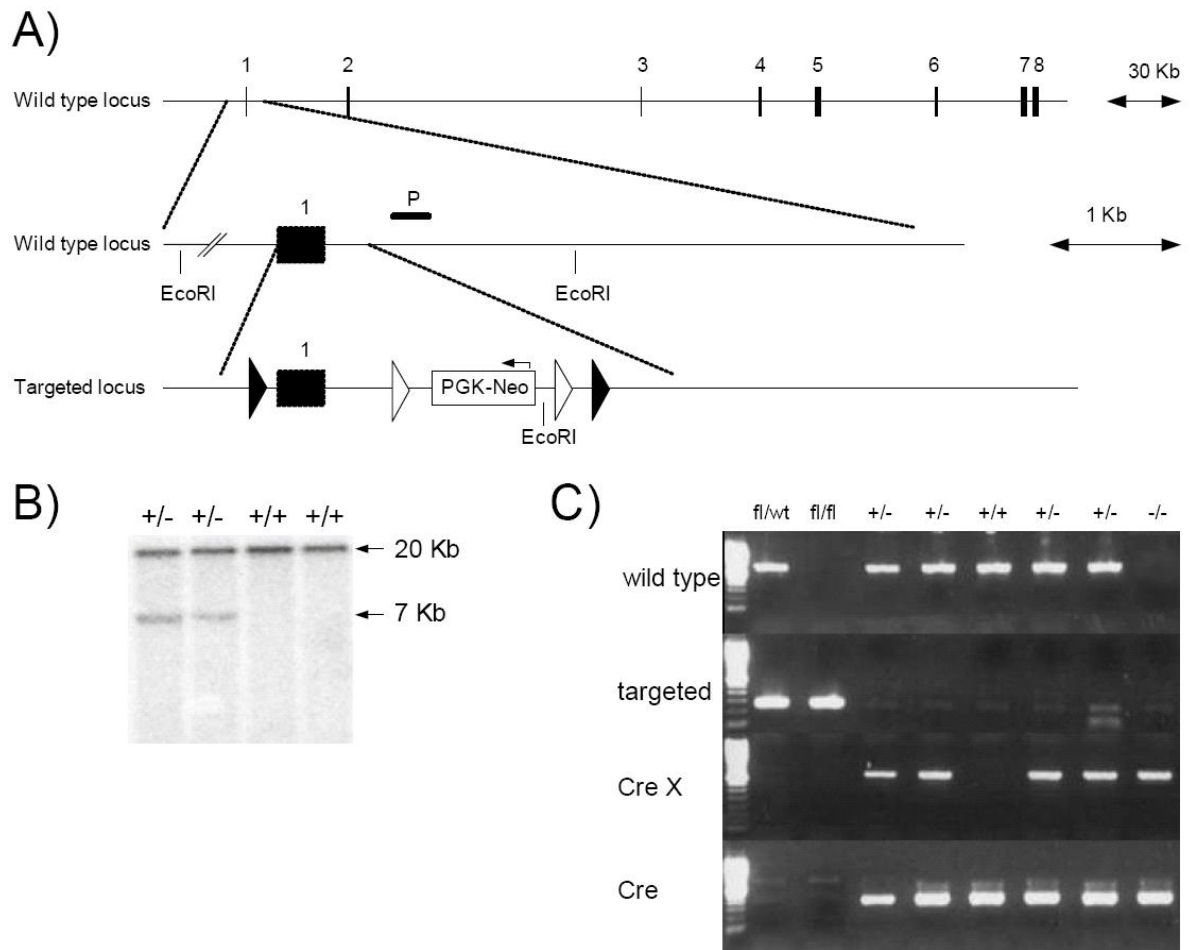 A)
1 2 3 4 5 6 7 8 30 Kb
Wild type locus
P
1 1 Kb
Wild type locus
EcoRI EcoRI
1
Targeted locus PGK-Neo
EcoRI
B)
+/- +/- +/+ +/+
20 Kb
7 Kb
C)
fl/wt fl/fl +/- +/- +/+ +/- +/- -/-
wild type
targeted
Cre X
Cre